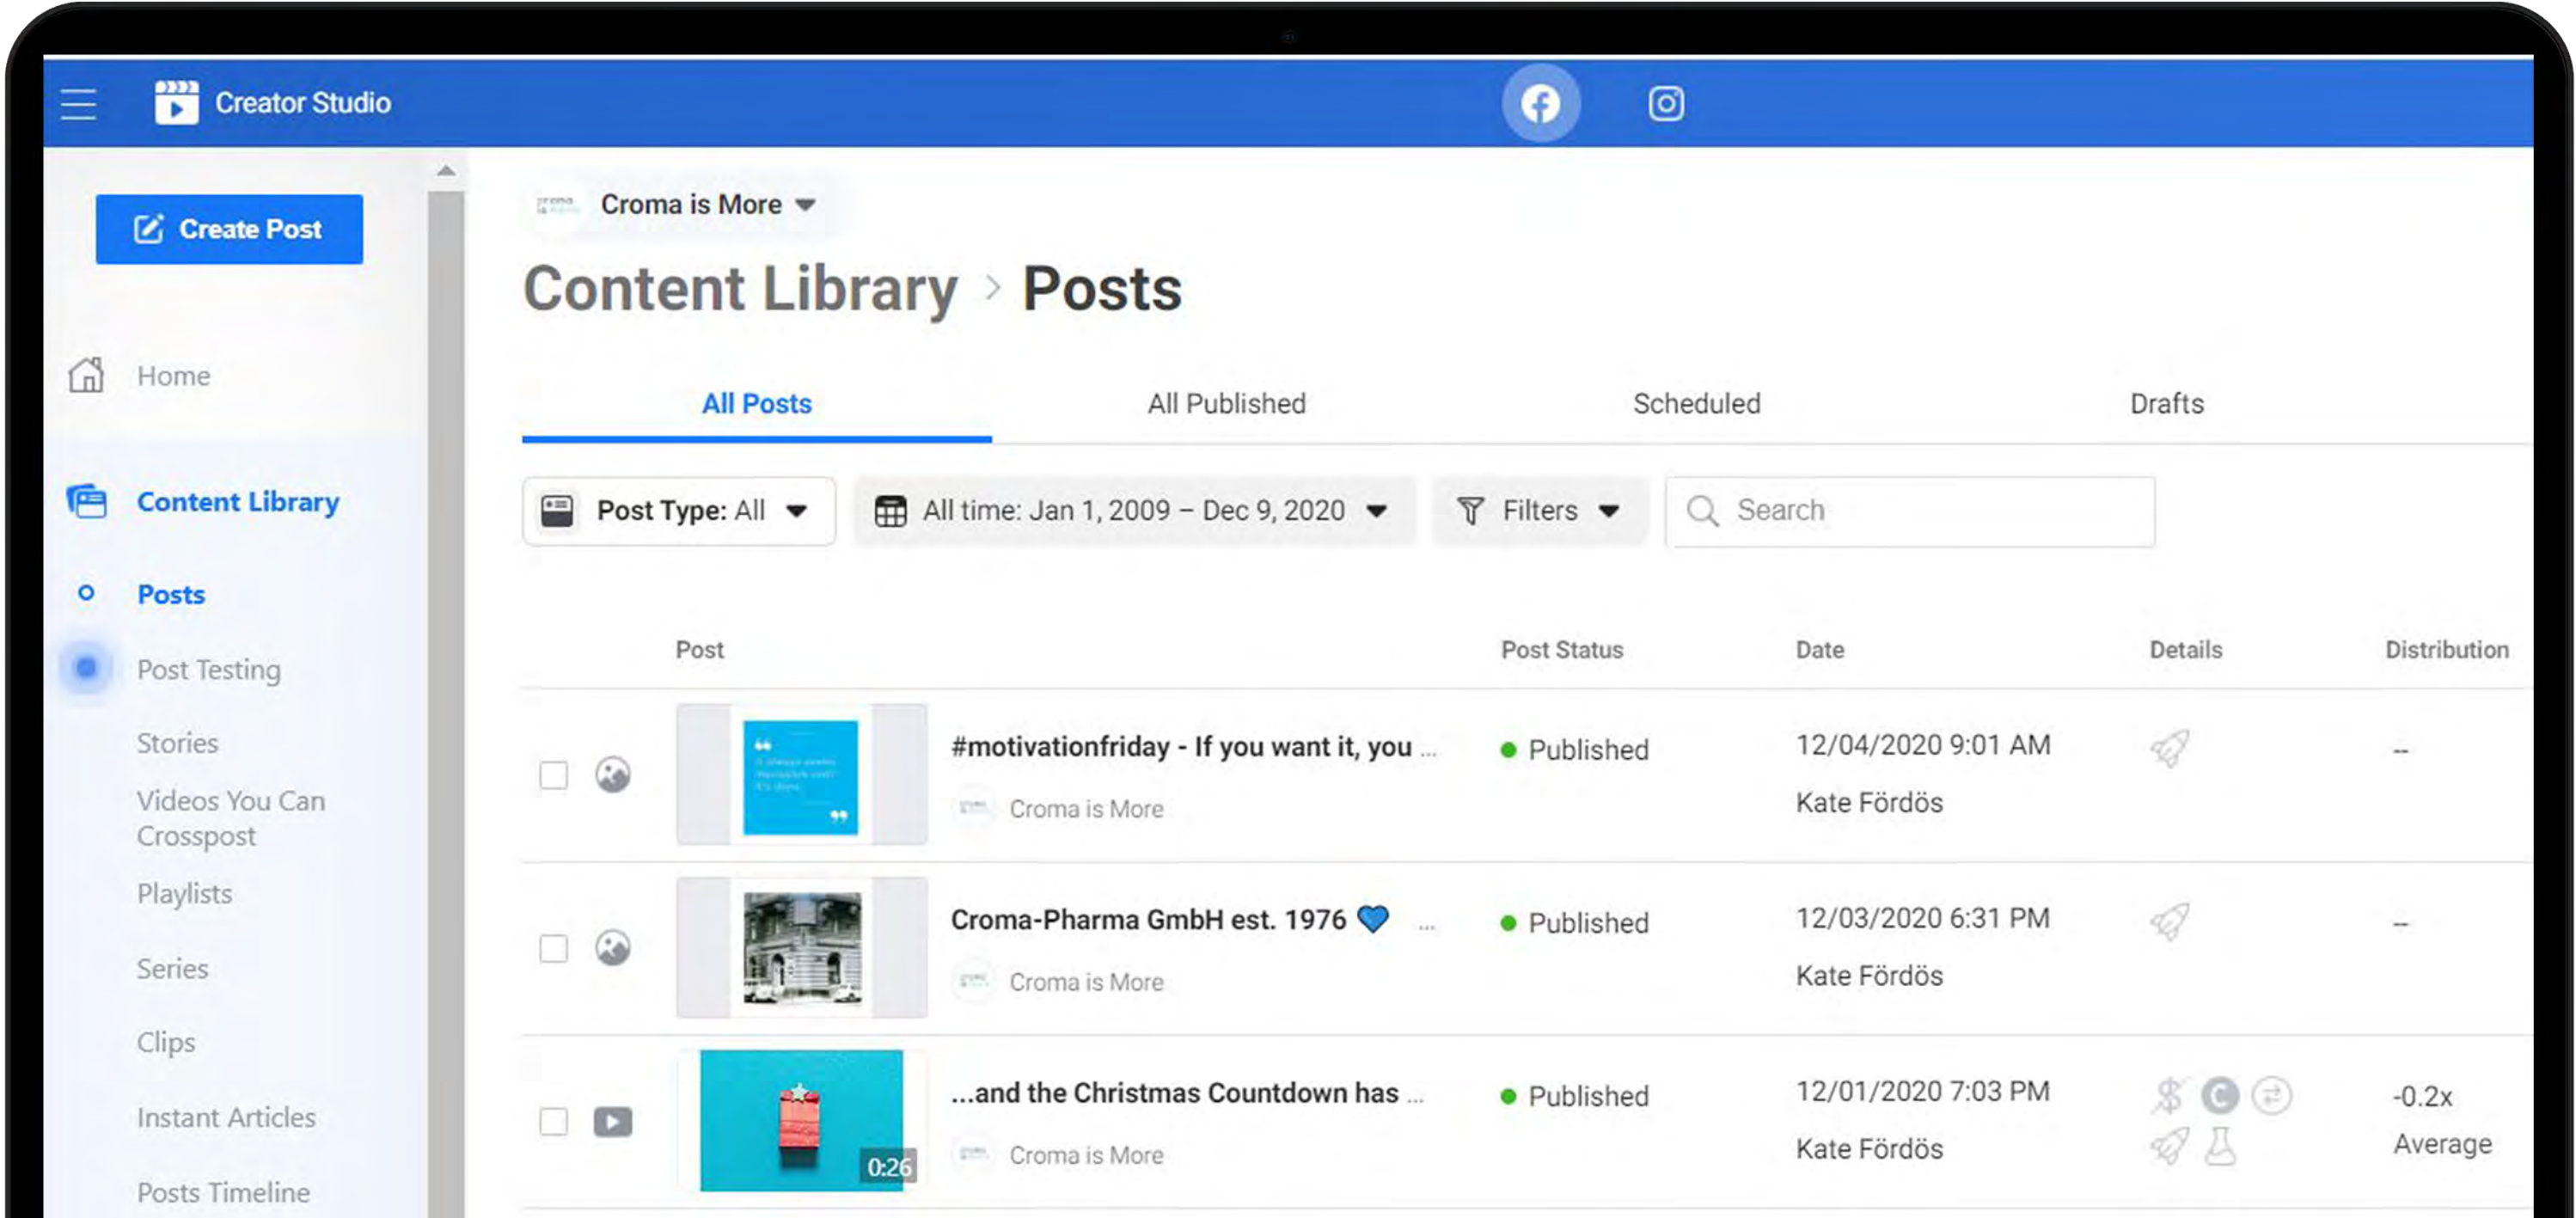 Creator Studio
Create Post
Home
Content Library
Posts
Post Testing
Stories
Videos You Can
Crosspost
Playlists
Series
Clips
Instant Articles
Posts Timeline
Croma is More
Content Library > Posts
All Posts
All Published
Scheduled
Drafts
Post Type: All
All time: Jan 1, 2009 – Dec 9, 2020
Filters
Search
Post
Post Status
Date
Details
Distribution
#motivationfriday - If you want it, you ...
Croma is More
Published
12/04/2020 9:01 AM
Kate Fördös
--
Croma-Pharma GmbH est. 1976 💙 ...
Croma is More
Published
12/03/2020 6:31 PM
Kate Fördös
--
0:26
...and the Christmas Countdown has ...
Croma is More
Published
12/01/2020 7:03 PM
Kate Fördös
-0.2x
Average